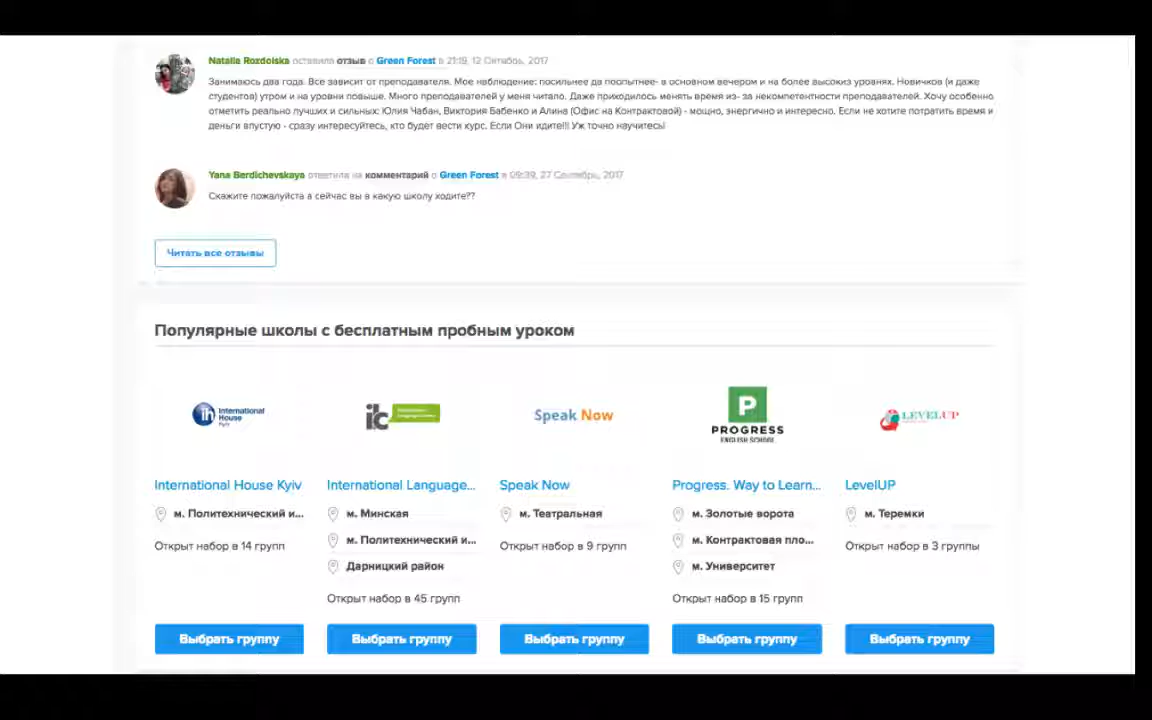 Natalia Rozdolska оставила отзыв о Green Forest в 21:19, 12 Октябрь, 2017
Занимаюсь два года. Все зависит от преподавателя. Мое наблюдение: посильнее да поопытнее- в основном вечером и на более высоких уровнях. Новичков (и даже
студентов) утром и на уровни повыше. Много преподавателей у меня читало. Даже приходилось менять время из- за некомпетентности преподавателей. Хочу особенно
отметить реально лучших и сильных: Юлия Чабан, Виктория Бабенко и Алина (Офис на Контрактовой) - мощно, энергично и интересно. Если не хотите потратить время и
деньги впустую - сразу интересуйтесь, кто будет вести курс. Если Они идите!!! Уж точно научитесь!
Yana Berdichevskaya ответила на комментарий о Green Forest в 09:39, 27 Сентябрь, 2017
Скажите пожалуйста а сейчас вы в какую школу ходите??
Читать все отзывы
Популярные школы с бесплатным пробным уроком
ih International House Kyiv
ilc
Speak Now
P PROGRESS ENGLISH SCHOOL
LEVELUP
International House Kyiv International Language... Speak Now Progress. Way to Learn... LevelUP
м. Политехнический и... м. Минская м. Театральная м. Золотые ворота м. Теремки
м. Политехнический и... м. Контрактовая пло...
Открыт набор в 14 групп Открыт набор в 9 групп Открыт набор в 3 группы
Дарницкий район м. Университет
Открыт набор в 45 групп Открыт набор в 15 групп
Выбрать группу Выбрать группу Выбрать группу Выбрать группу Выбрать группу